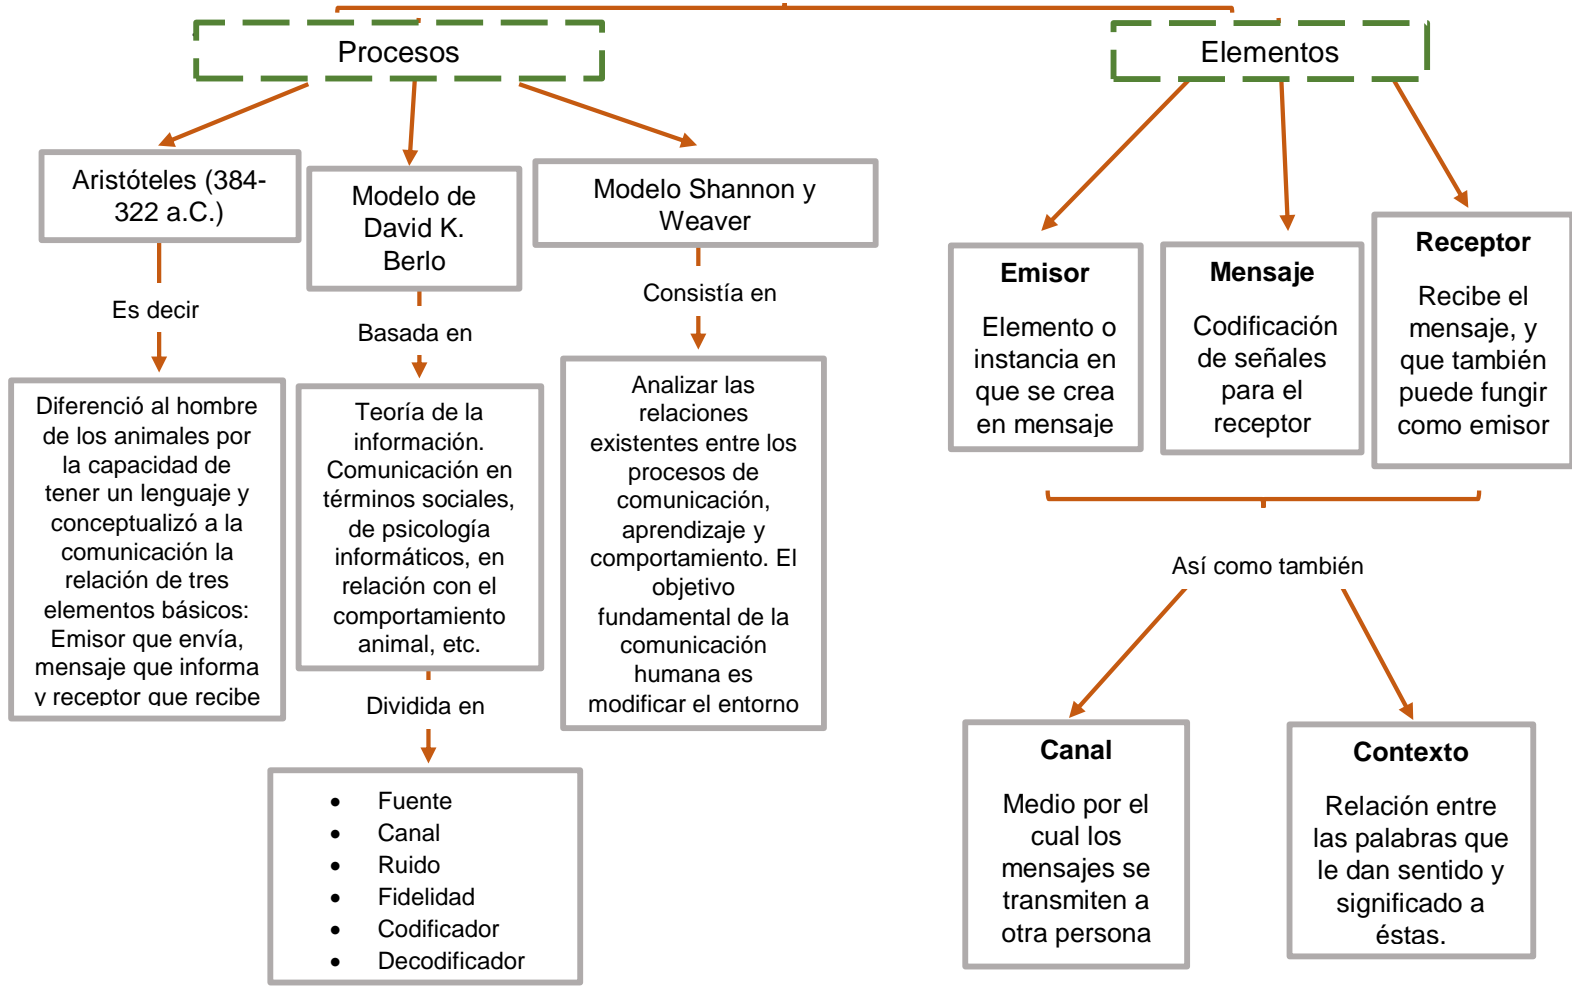 Procesos
Aristóteles (384-
322 a.C.)
Es decir
Diferenció al hombre
de los animales por
la capacidad de
tener un lenguaje y
conceptualizó a la
comunicación la
relación de tres
elementos básicos:
Emisor que envía,
mensaje que informa
y receptor que recibe
Modelo de
David K.
Berlo
Basada en
Teoría de la
información.
Comunicación en
términos sociales,
de psicología
informáticos, en
relación con el
comportamiento
animal, etc.
Dividida en
• Fuente
• Canal
• Ruido
• Fidelidad
• Codificador
• Decodificador
Modelo Shannon y
Weaver
Consistía en
Analizar las
relaciones
existentes entre los
procesos de
comunicación,
aprendizaje y
comportamiento. El
objetivo
fundamental de la
comunicación
humana es
modificar el entorno
Elementos
Emisor
Elemento o
instancia en
que se crea
en mensaje
Mensaje
Codificación
de señales
para el
receptor
Receptor
Recibe el
mensaje, y
que también
puede fungir
como emisor
Así como también
Canal
Medio por el
cual los
mensajes se
transmiten a
otra persona
Contexto
Relación entre
las palabras que
le dan sentido y
significado a
éstas.